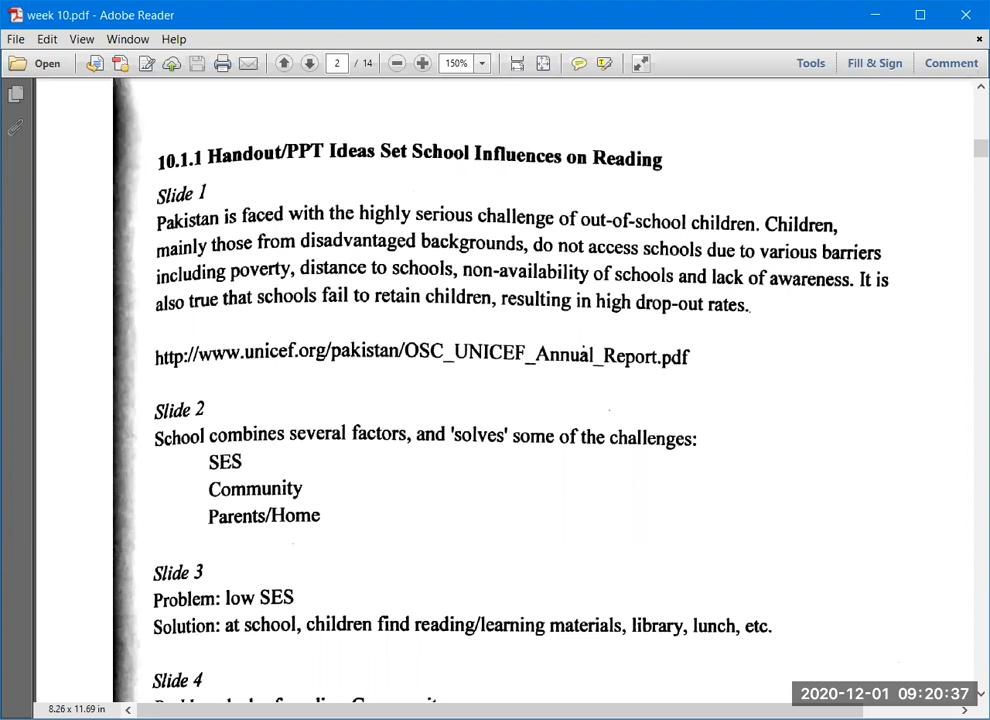 week 10.pdf - Adobe Reader
File Edit View Window Help
Open 2 / 14 150% Tools Fill & Sign Comment
10.1.1 Handout/PPT Ideas Set School Influences on Reading
Slide 1
Pakistan is faced with the highly serious challenge of out-of-school children. Children,
mainly those from disadvantaged backgrounds, do not access schools due to various barriers
including poverty, distance to schools, non-availability of schools and lack of awareness. It is
also true that schools fail to retain children, resulting in high drop-out rates.
http://www.unicef.org/pakistan/OSC_UNICEF_Annual_Report.pdf
Slide 2
School combines several factors, and 'solves' some of the challenges:
SES
Community
Parents/Home
Slide 3
Problem: low SES
Solution: at school, children find reading/learning materials, library, lunch, etc.
Slide 4
2020-12-01 09:20:37
8.26 x 11.69 in